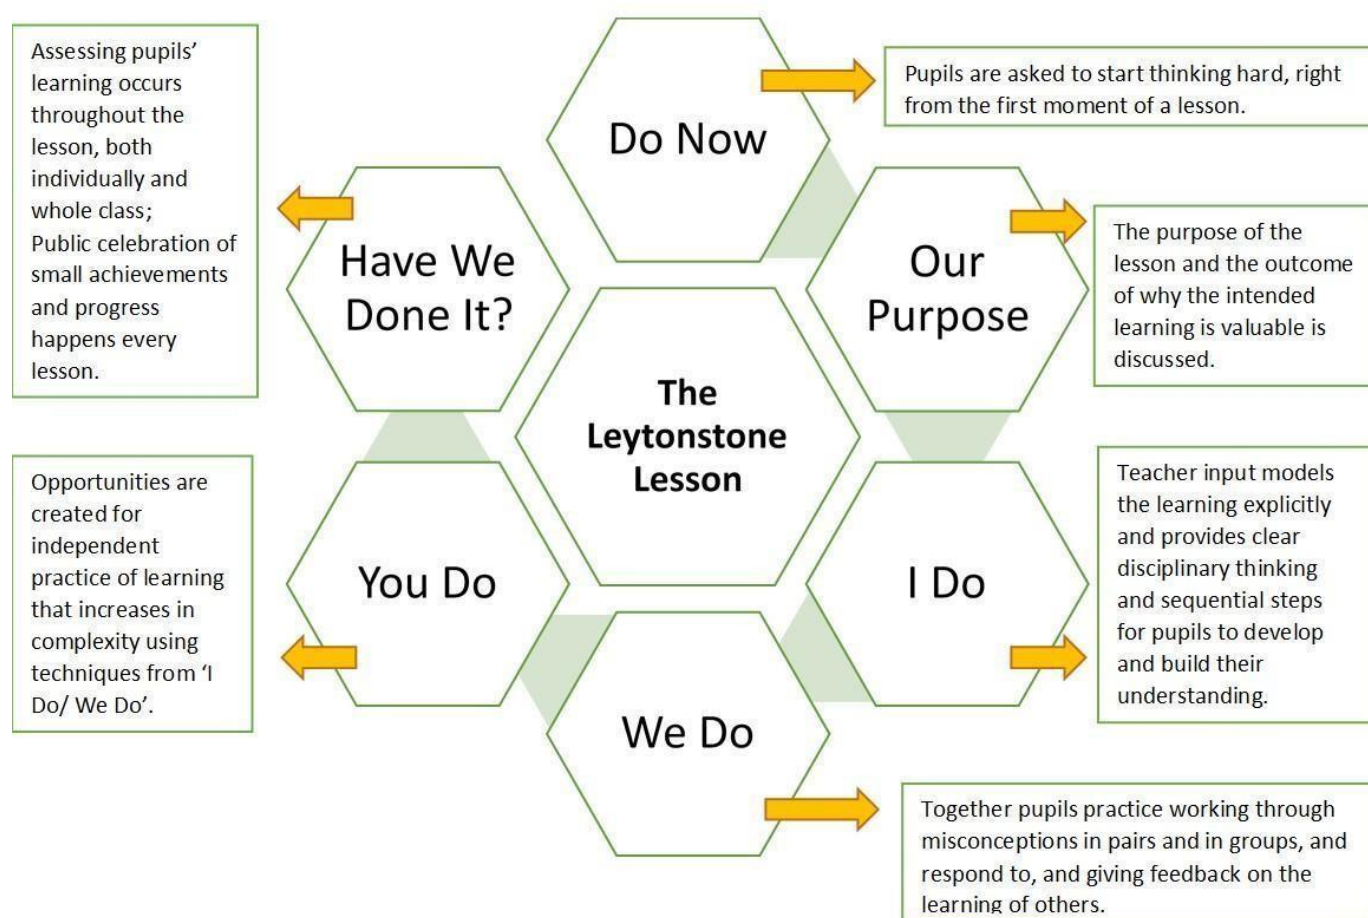 Do Now
Pupils are asked to start thinking hard, right
from the first moment of a lesson.
Our
Purpose
The purpose of the
lesson and the outcome
of why the intended
learning is valuable is
discussed.
I Do
Teacher input models
the learning explicitly
and provides clear
disciplinary thinking
and sequential steps
for pupils to develop
and build their
understanding.
We Do
Together pupils practice working through
misconceptions in pairs and in groups, and
respond to, and giving feedback on the
learning of others.
You Do
Opportunities are
created for
independent
practice of learning
that increases in
complexity using
techniques from ‘I
Do/ We Do’.
Have We
Done It?
Assessing pupils’
learning occurs
throughout the
lesson, both
individually and
whole class;
Public celebration of
small achievements
and progress
happens every
lesson.
The
Leytonstone
Lesson